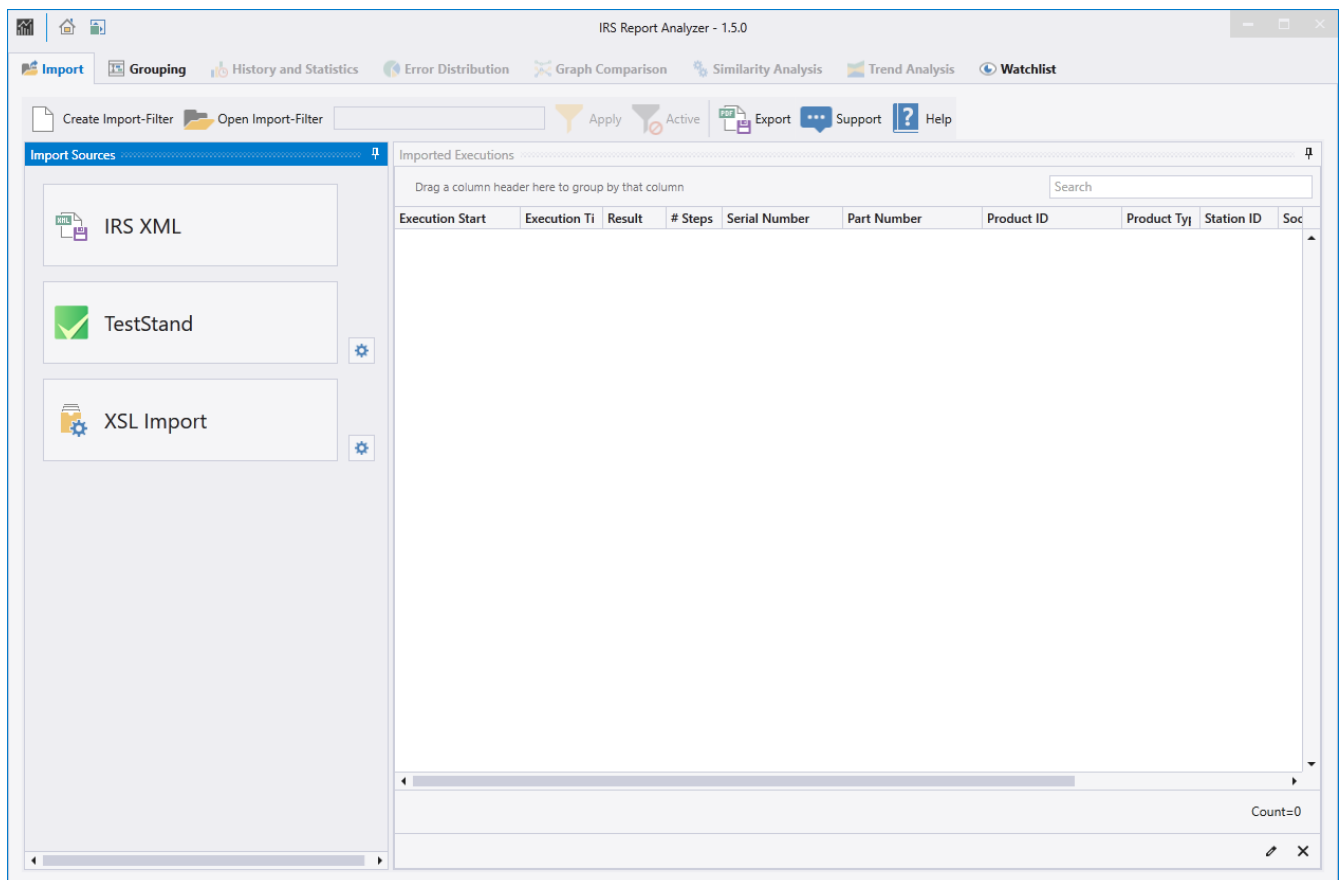 IRS Report Analyzer - 1.5.0
Import Grouping History and Statistics Error Distribution Graph Comparison Similarity Analysis Trend Analysis Watchlist
Create Import-Filter Open Import-Filter Apply Active PDF Export Support Help
Import Sources
XML IRS XML
TestStand
XSL Import
Imported Executions
Drag a column header here to group by that column Search
Execution Start Execution Ti Result # Steps Serial Number Part Number Product ID Product Ty Station ID Soc
Count=0